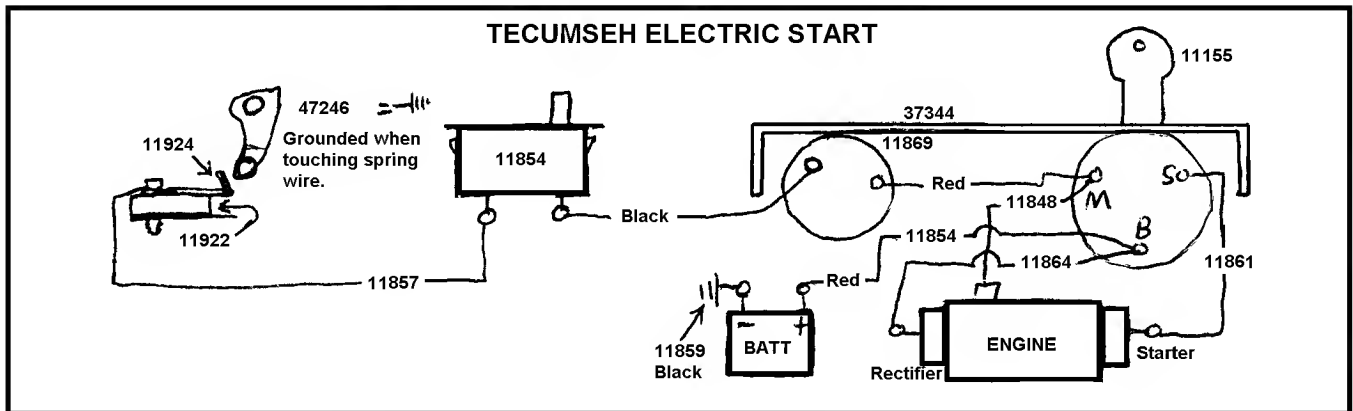 TECUMSEH ELECTRIC START
11155
47246
Grounded when
touching spring
wire.
11924
11922
11854
37344
11869
Red
11848
M
S
B
Black
11854
11864
11861
11857
Red
11859
Black
-
+
BATT
ENGINE
Rectifier
Starter